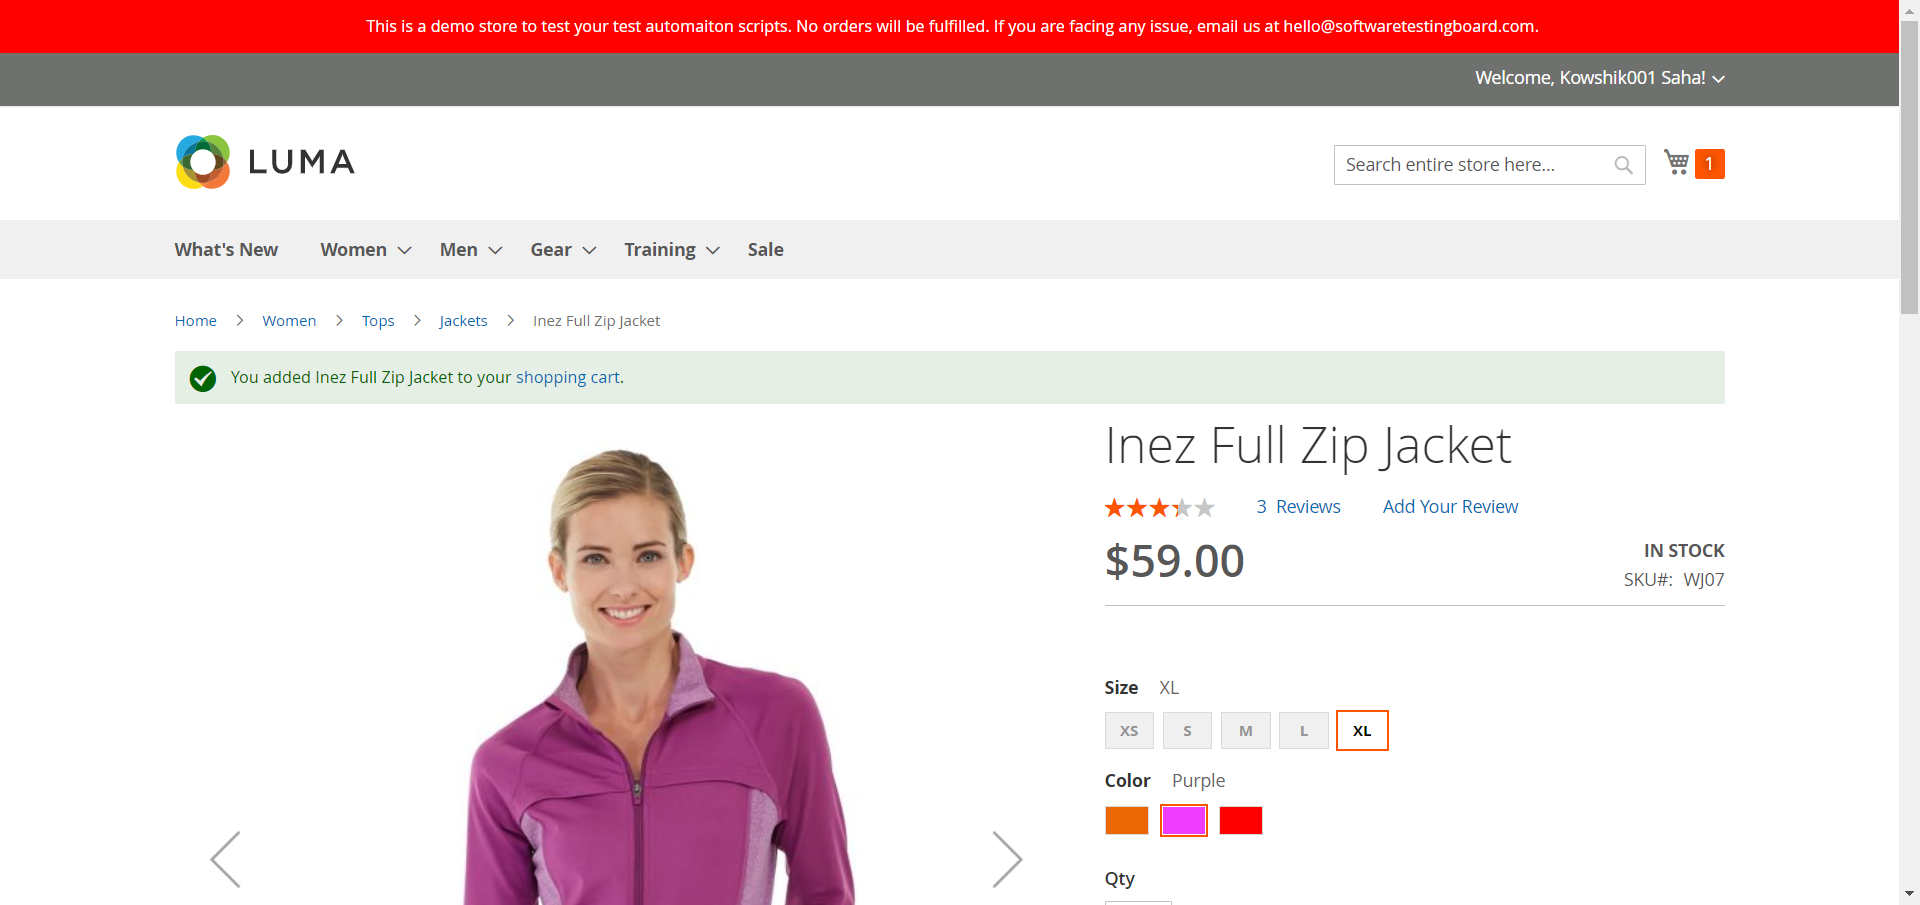 This is a demo store to test your test automaiton scripts. No orders will be fulfilled. If you are facing any issue, email us at hello@softwaretestingboard.com.
Welcome, Kowshik001 Saha!
LUMA
Search entire store here...
1
What's New Women Men Gear Training Sale
Home Women Tops Jackets Inez Full Zip Jacket
You added Inez Full Zip Jacket to your shopping cart.
Inez Full Zip Jacket
3 Reviews Add Your Review
$59.00
IN STOCK
SKU#: WJ07
Size XL
XS S M L XL
Color Purple
Qty